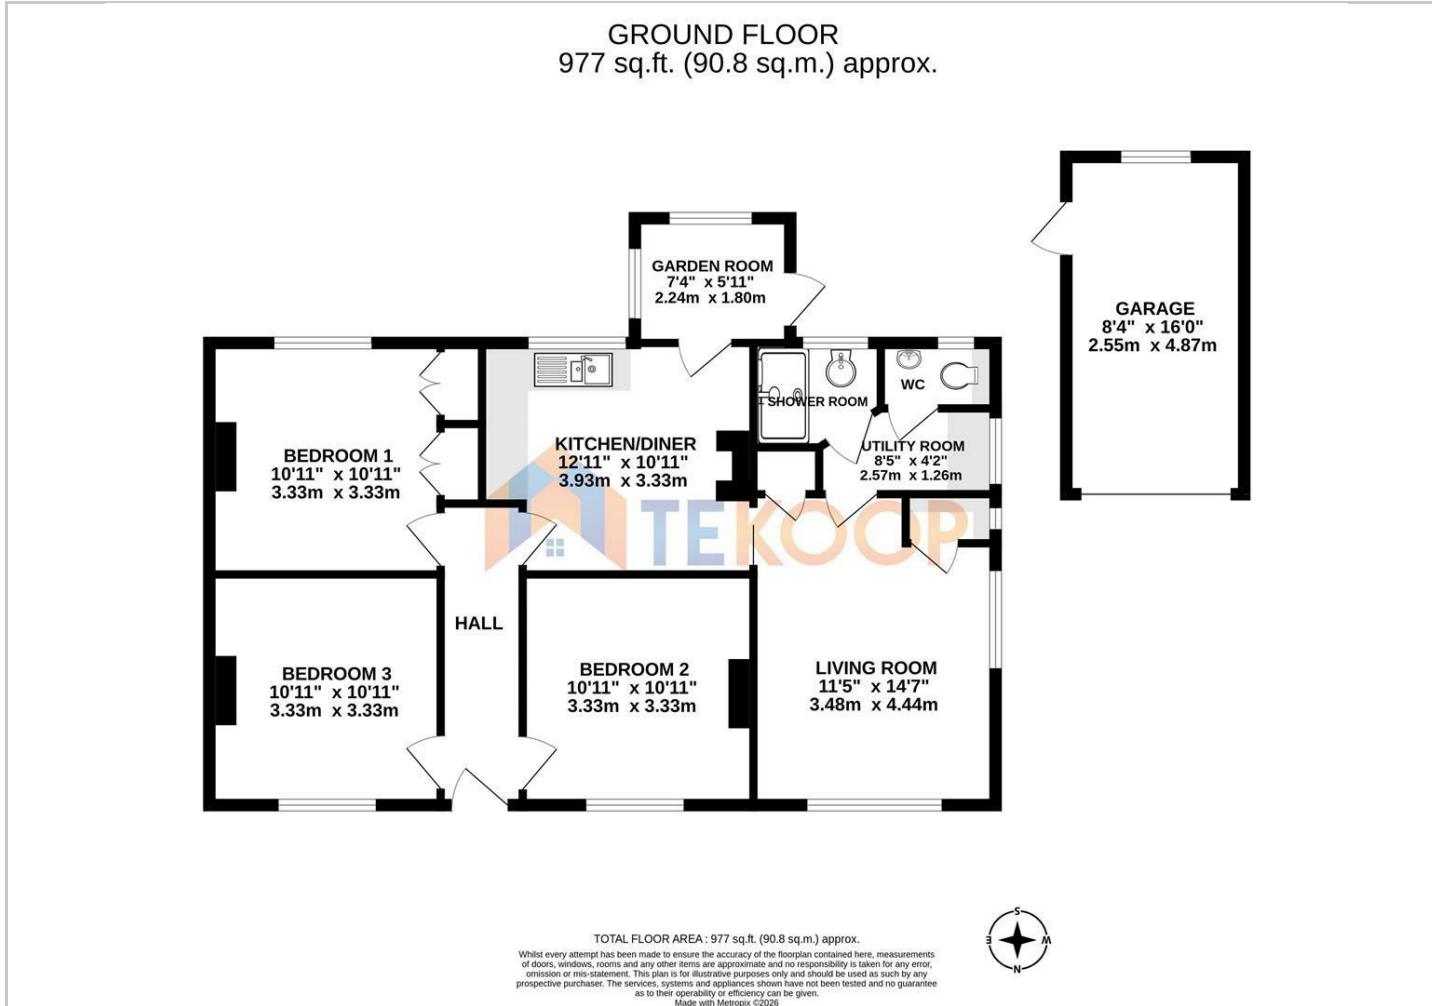 GROUND FLOOR
977 sq.ft. (90.8 sq.m.) approx.
GARDEN ROOM
7'4" x 5'11"
2.24m x 1.80m
GARAGE
8'4" x 16'0"
2.55m x 4.87m
WC
SHOWER ROOM
UTILITY ROOM
8'5" x 4'2"
2.57m x 1.26m
BEDROOM 1
10'11" x 10'11"
3.33m x 3.33m
KITCHEN/DINER
12'11" x 10'11"
3.93m x 3.33m
TEKOOP
HALL
BEDROOM 3
10'11" x 10'11"
3.33m x 3.33m
BEDROOM 2
10'11" x 10'11"
3.33m x 3.33m
LIVING ROOM
11'5" x 14'7"
3.48m x 4.44m
S
E
W
N
TOTAL FLOOR AREA : 977 sq.ft. (90.8 sq.m.) approx.
Whilst every attempt has been made to ensure the accuracy of the floorplan contained here, measurements
of doors, windows, rooms and any other items are approximate and no responsibility is taken for any error,
omission or mis-statement. This plan is for illustrative purposes only and should be used as such by any
prospective purchaser. The services, systems and appliances shown have not been tested and no guarantee
as to their operability or efficiency can be given.
Made with Metropix ©2026